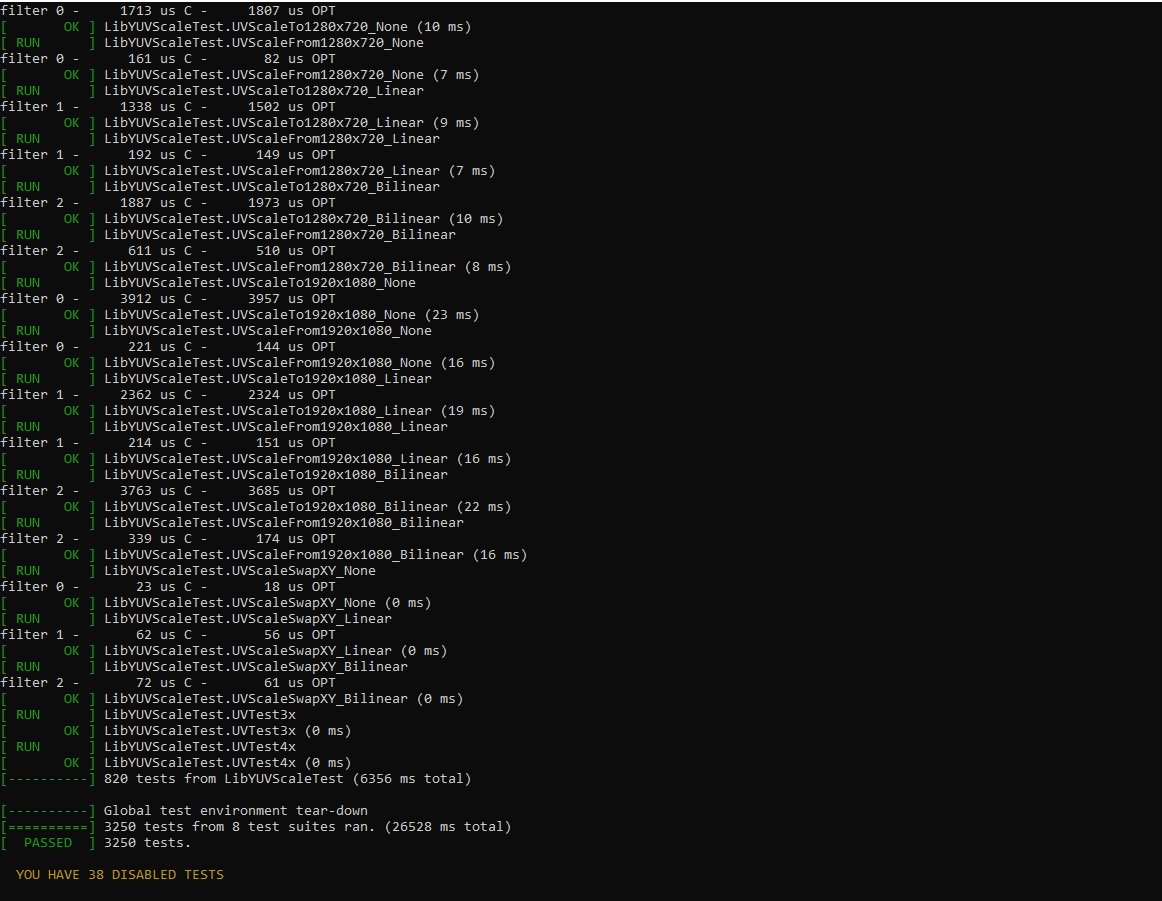 filter 0 -     1713 us C -     1807 us OPT
[       OK ] LibYUVScaleTest.UVScaleTo1280x720_None (10 ms)
[ RUN      ] LibYUVScaleTest.UVScaleFrom1280x720_None
filter 0 -      161 us C -       82 us OPT
[       OK ] LibYUVScaleTest.UVScaleFrom1280x720_None (7 ms)
[ RUN      ] LibYUVScaleTest.UVScaleTo1280x720_Linear
filter 1 -     1338 us C -     1502 us OPT
[       OK ] LibYUVScaleTest.UVScaleTo1280x720_Linear (9 ms)
[ RUN      ] LibYUVScaleTest.UVScaleFrom1280x720_Linear
filter 1 -      192 us C -      149 us OPT
[       OK ] LibYUVScaleTest.UVScaleFrom1280x720_Linear (7 ms)
[ RUN      ] LibYUVScaleTest.UVScaleTo1280x720_Bilinear
filter 2 -     1887 us C -     1973 us OPT
[       OK ] LibYUVScaleTest.UVScaleTo1280x720_Bilinear (10 ms)
[ RUN      ] LibYUVScaleTest.UVScaleFrom1280x720_Bilinear
filter 2 -      611 us C -      510 us OPT
[       OK ] LibYUVScaleTest.UVScaleFrom1280x720_Bilinear (8 ms)
[ RUN      ] LibYUVScaleTest.UVScaleTo1920x1080_None
filter 0 -     3912 us C -     3957 us OPT
[       OK ] LibYUVScaleTest.UVScaleTo1920x1080_None (23 ms)
[ RUN      ] LibYUVScaleTest.UVScaleFrom1920x1080_None
filter 0 -      221 us C -      144 us OPT
[       OK ] LibYUVScaleTest.UVScaleFrom1920x1080_None (16 ms)
[ RUN      ] LibYUVScaleTest.UVScaleTo1920x1080_Linear
filter 1 -     2362 us C -     2324 us OPT
[       OK ] LibYUVScaleTest.UVScaleTo1920x1080_Linear (19 ms)
[ RUN      ] LibYUVScaleTest.UVScaleFrom1920x1080_Linear
filter 1 -      214 us C -      151 us OPT
[       OK ] LibYUVScaleTest.UVScaleFrom1920x1080_Linear (16 ms)
[ RUN      ] LibYUVScaleTest.UVScaleTo1920x1080_Bilinear
filter 2 -     3763 us C -     3685 us OPT
[       OK ] LibYUVScaleTest.UVScaleTo1920x1080_Bilinear (22 ms)
[ RUN      ] LibYUVScaleTest.UVScaleFrom1920x1080_Bilinear
filter 2 -      339 us C -      174 us OPT
[       OK ] LibYUVScaleTest.UVScaleFrom1920x1080_Bilinear (16 ms)
[ RUN      ] LibYUVScaleTest.UVScaleSwapXY_None
filter 0 -       23 us C -       18 us OPT
[       OK ] LibYUVScaleTest.UVScaleSwapXY_None (0 ms)
[ RUN      ] LibYUVScaleTest.UVScaleSwapXY_Linear
filter 1 -       62 us C -       56 us OPT
[       OK ] LibYUVScaleTest.UVScaleSwapXY_Linear (0 ms)
[ RUN      ] LibYUVScaleTest.UVScaleSwapXY_Bilinear
filter 2 -       72 us C -       61 us OPT
[       OK ] LibYUVScaleTest.UVScaleSwapXY_Bilinear (0 ms)
[ RUN      ] LibYUVScaleTest.UVTest3x
[       OK ] LibYUVScaleTest.UVTest3x (0 ms)
[ RUN      ] LibYUVScaleTest.UVTest4x
[       OK ] LibYUVScaleTest.UVTest4x (0 ms)
[----------] 820 tests from LibYUVScaleTest (6356 ms total)
[----------] Global test environment tear-down
[==========] 3250 tests from 8 test suites ran. (26528 ms total)
[  PASSED  ] 3250 tests.
YOU HAVE 38 DISABLED TESTS